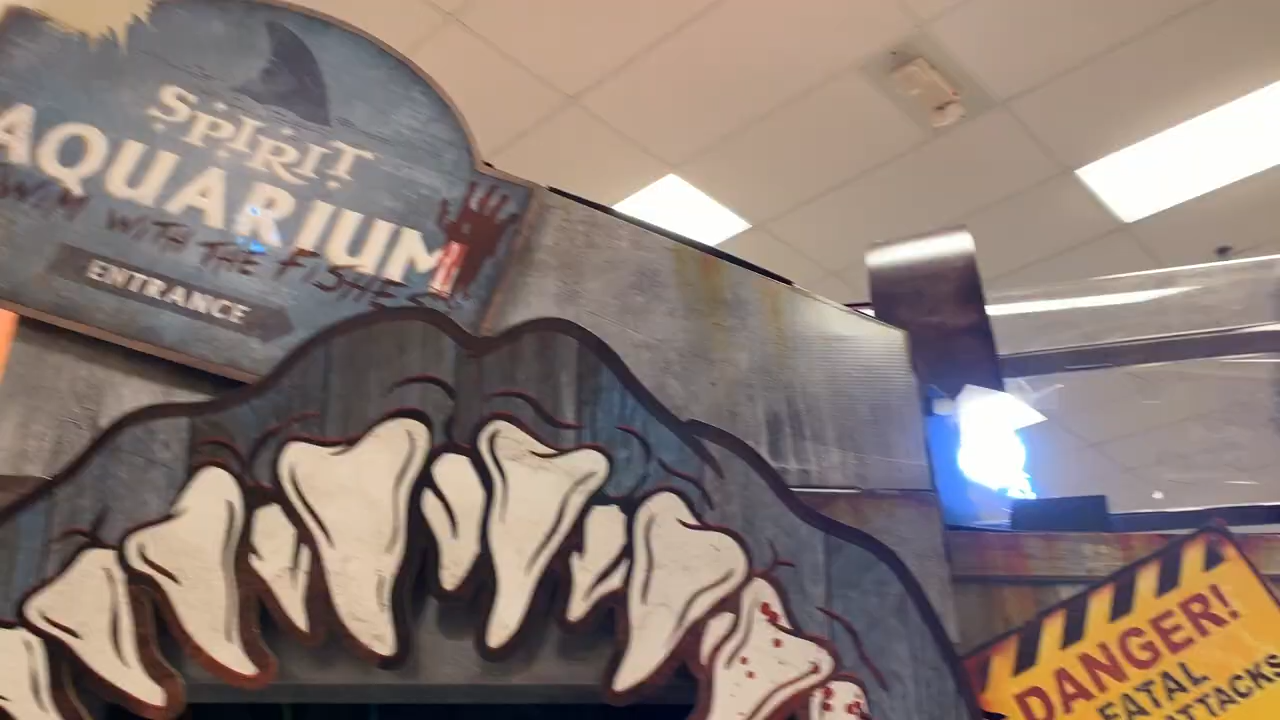 SPIRIT
AQUARIUM
SWIM WITH THE FISHES
ENTRANCE
DANGER!
FATAL
ATTACKS